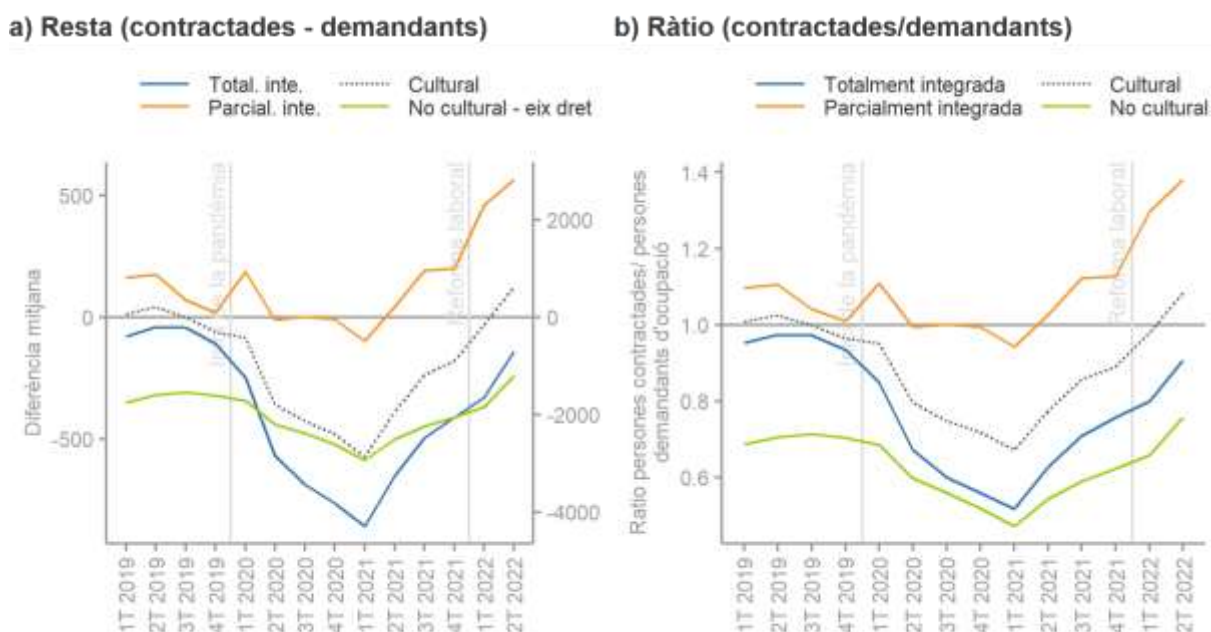 a) Resta (contractades - demandants)
Total. inte.
Cultural
Parcial. inte.
No cultural - eix dret
Diferència mitjana
500
0
-500
2000
0
-2000
-4000
de la pandèmia
Reforma laboral
1T 2019
2T 2019
3T 2019
4T 2019
1T 2020
2T 2020
3T 2020
4T 2020
1T 2021
2T 2021
3T 2021
4T 2021
1T 2022
2T 2022
b) Ràtio (contractades/demandants)
Totalment integrada
Cultural
Parcialment integrada
No cultural
Ràtio persones contractades/ persones
demandants d'ocupació
1.4
1.2
1.0
0.8
0.6
de la pandèmia
Reforma laboral
1T 2019
2T 2019
3T 2019
4T 2019
1T 2020
2T 2020
3T 2020
4T 2020
1T 2021
2T 2021
3T 2021
4T 2021
1T 2022
2T 2022